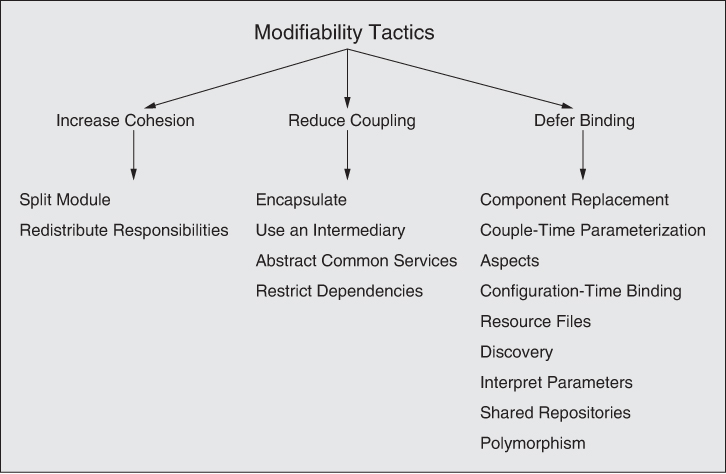 Modifiability Tactics
Increase Cohesion
Reduce Coupling
Defer Binding
Split Module
Redistribute Responsibilities
Encapsulate
Use an Intermediary
Abstract Common Services
Restrict Dependencies
Component Replacement
Couple-Time Parameterization
Aspects
Configuration-Time Binding
Resource Files
Discovery
Interpret Parameters
Shared Repositories
Polymorphism